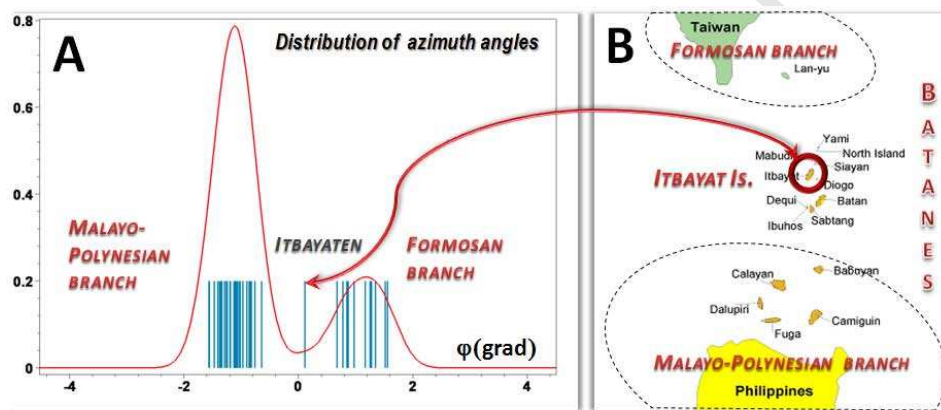 A
Distribution of azimuth angles
0.8
0.6
0.4
0.2
0
MALAYO-
POLYNESIAN
BRANCH
ITBAYATEN
FORMOSAN
BRANCH
φ(grad)
-4
-2
0
2
4
B
Taiwan
FORMOSAN BRANCH
Lan-yu
BATANES
Yami
North Island
Mabudi
Siayan
ITBAYAT IS.
Itbayat
Diogo
Dequi
Batan
Ibuhos
Sabtang
Calayan
Babuyan
Dalupiri
Fuga
Camiguin
MALAYO-POLYNESIAN BRANCH
Philippines